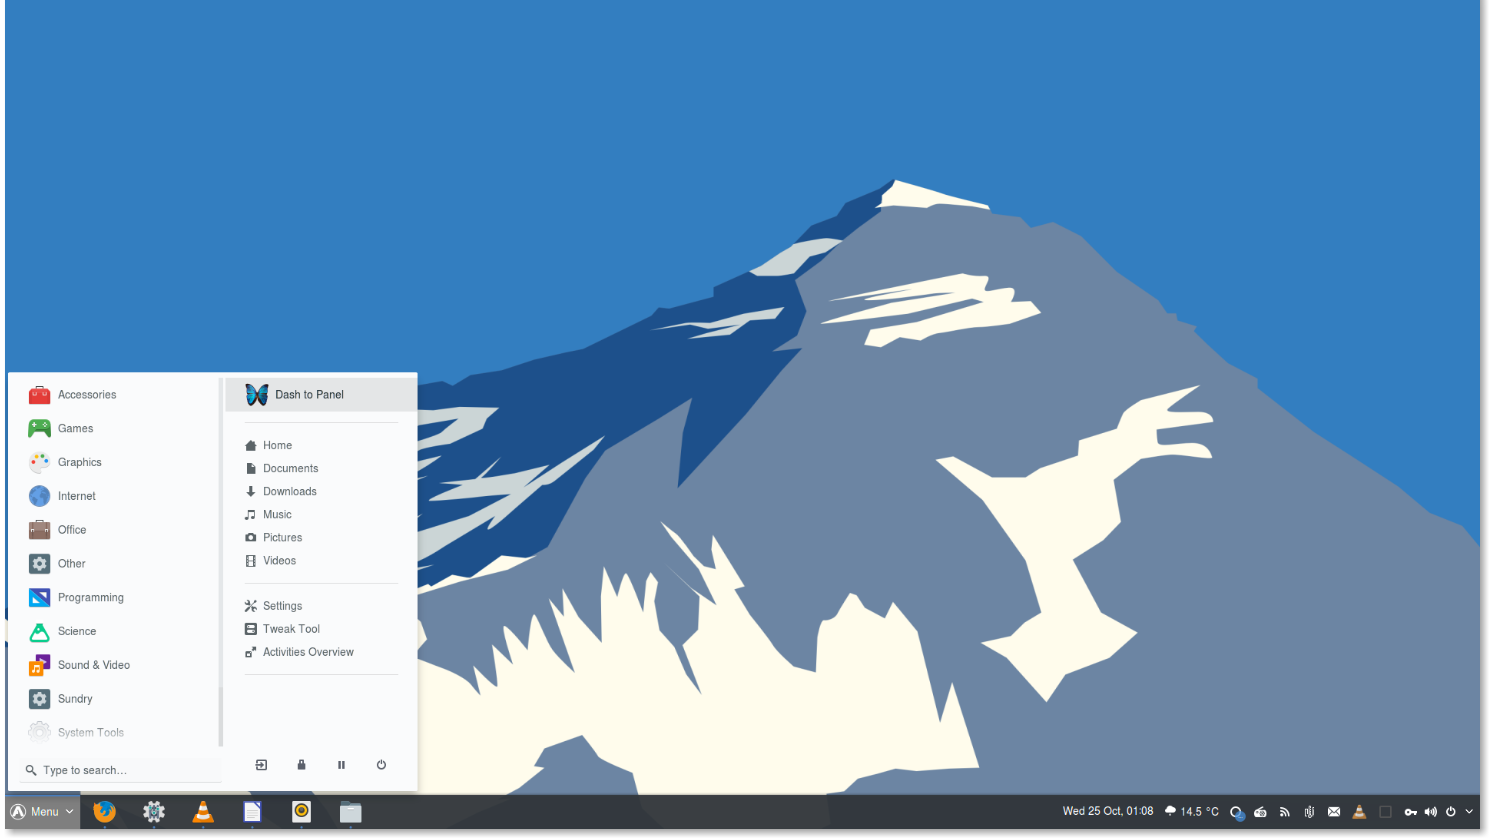 Accessories
Games
Graphics
Internet
Office
Other
Programming
Science
Sound & Video
Sundry
System Tools
Type to search...
Dash to Panel
Home
Documents
Downloads
Music
Pictures
Videos
Settings
Tweak Tool
Activities Overview
Menu
Wed 25 Oct, 01:08
14.5 °C